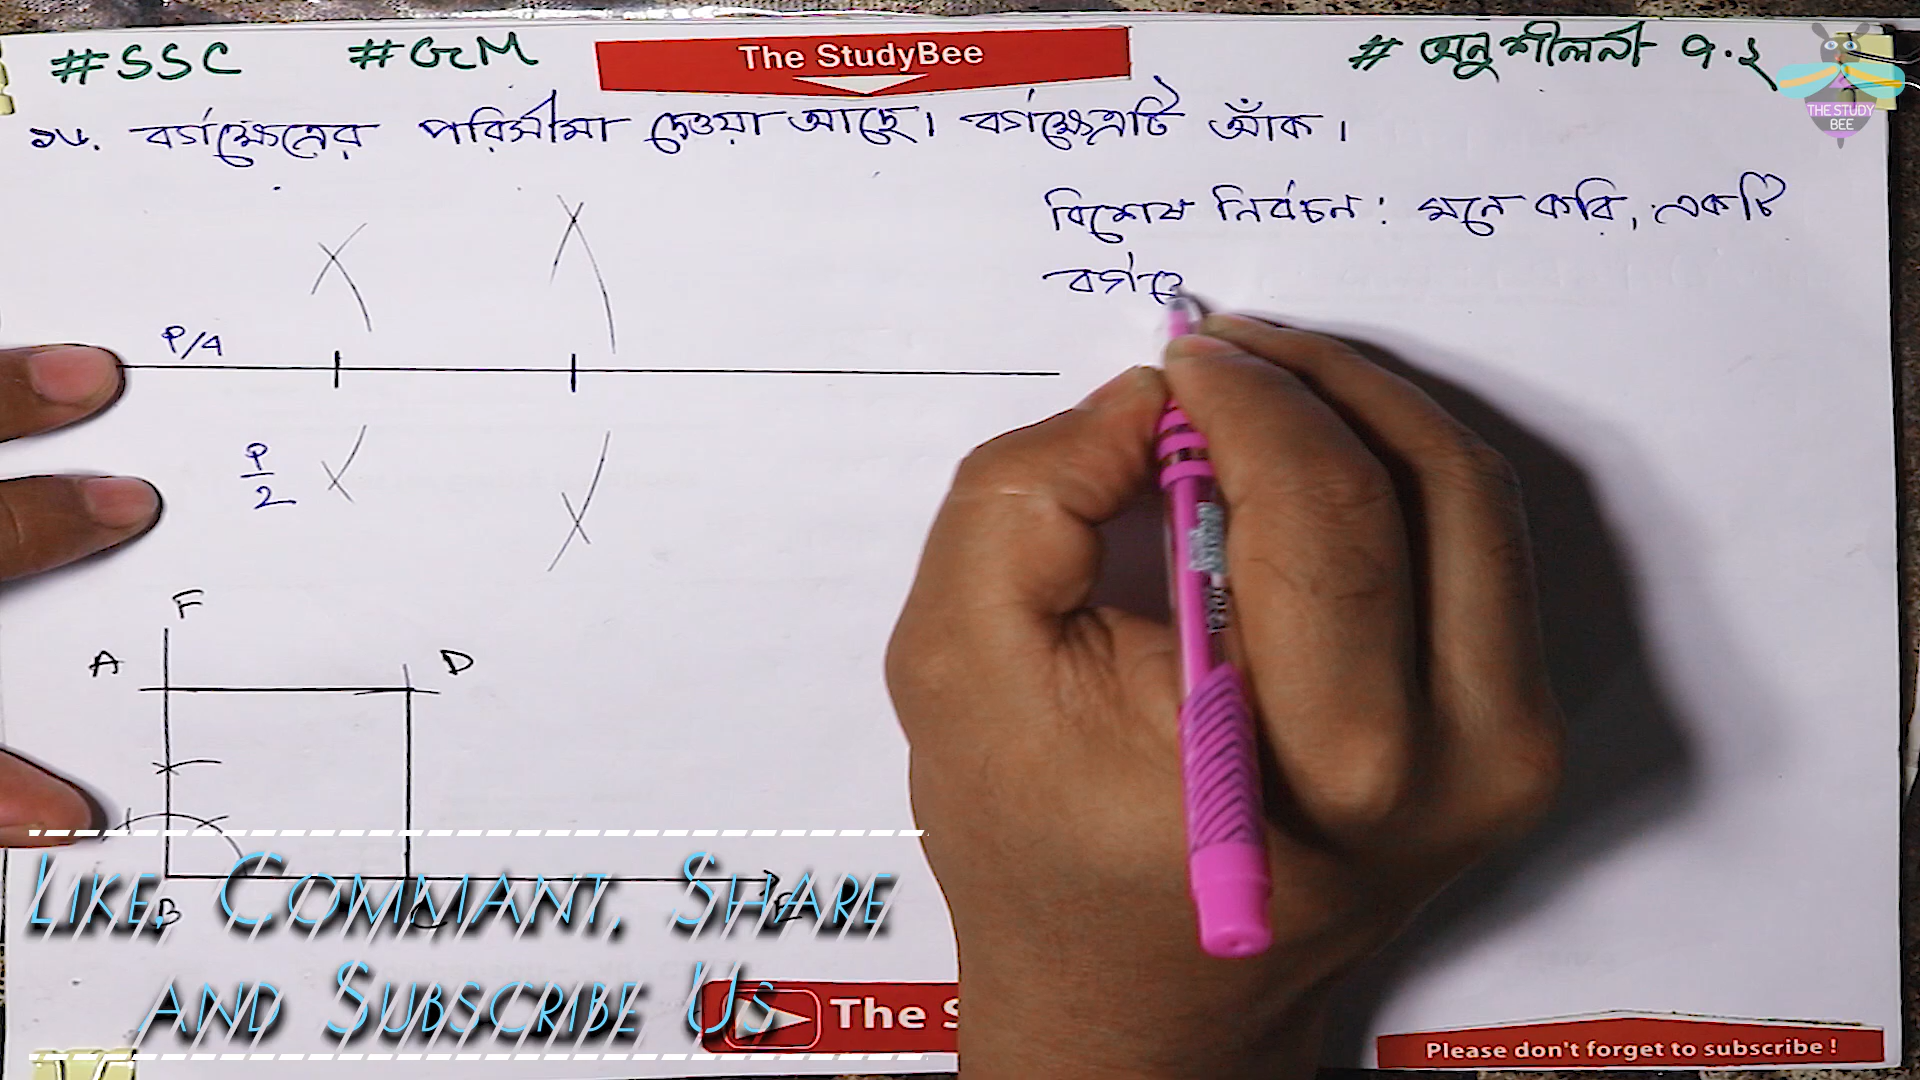 #SSC #GM The StudyBee # অনুশীলনী ৭.২
THE STUDY
BEE
১৮. বর্গক্ষেত্রের পরিসীমা দেওয়া আছে। বর্গক্ষেত্রটি আঁক।
বিশেষ নির্বচন: মনে করি, একটি
বর্গক্ষে
P/4
P
2
F
A D
B C E
Like, Commant, Share
and Subscribe Us
The S
Please don't forget to subscribe !